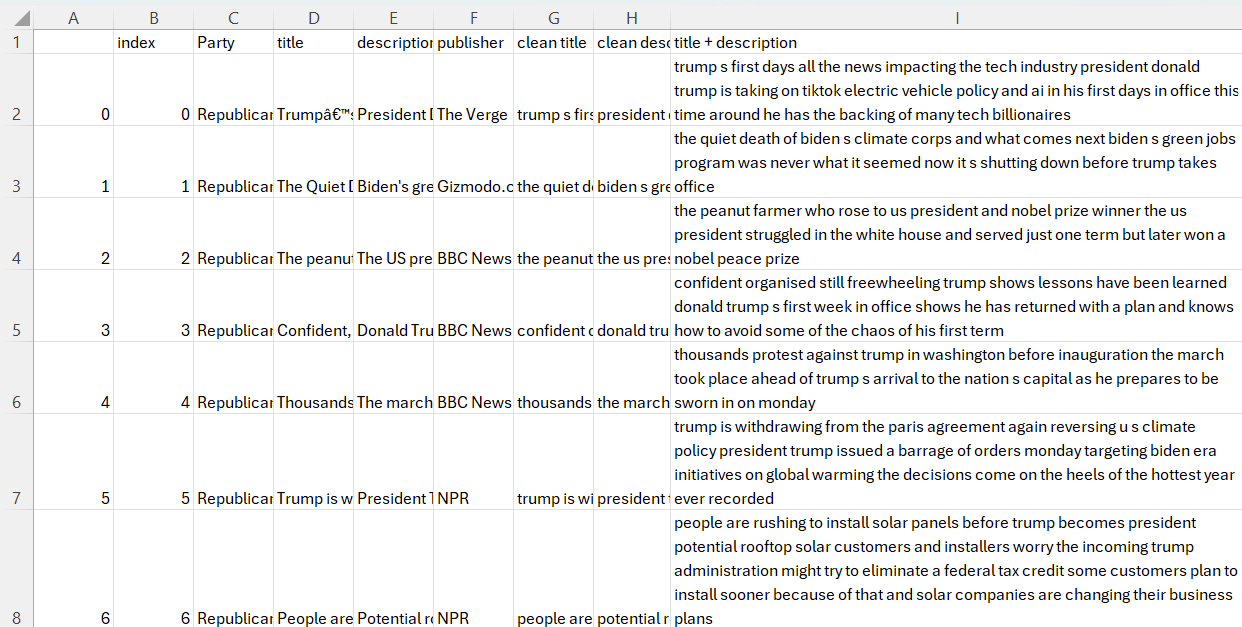 A B C D E F G H I
1 index Party title description publisher clean title clean desc title + description
trump s first days all the news impacting the tech industry president donald
trump is taking on tiktok electric vehicle policy and ai in his first days in office this
2 0 0 Republican Trumpâ€™s President D The Verge trump s firs president time around he has the backing of many tech billionaires
the quiet death of biden s climate corps and what comes next biden s green jobs
program was never what it seemed now it s shutting down before trump takes
3 1 1 Republican The Quiet D Biden's gre Gizmodo.c the quiet d biden s gre office
the peanut farmer who rose to us president and nobel prize winner the us
president struggled in the white house and served just one term but later won a
4 2 2 Republican The peanut The US pre BBC News the peanut the us pres nobel peace prize
confident organised still freewheeling trump shows lessons have been learned
donald trump s first week in office shows he has returned with a plan and knows
5 3 3 Republican Confident, Donald Tru BBC News confident o donald tru how to avoid some of the chaos of his first term
thousands protest against trump in washington before inauguration the march
took place ahead of trump s arrival to the nation s capital as he prepares to be
6 4 4 Republican Thousands The march BBC News thousands the march sworn in on monday
trump is withdrawing from the paris agreement again reversing u s climate
policy president trump issued a barrage of orders monday targeting biden era
initiatives on global warming the decisions come on the heels of the hottest year
7 5 5 Republican Trump is w President T NPR trump is wi president ever recorded
people are rushing to install solar panels before trump becomes president
potential rooftop solar customers and installers worry the incoming trump
administration might try to eliminate a federal tax credit some customers plan to
install sooner because of that and solar companies are changing their business
8 6 6 Republican People are Potential ro NPR people are potential r plans